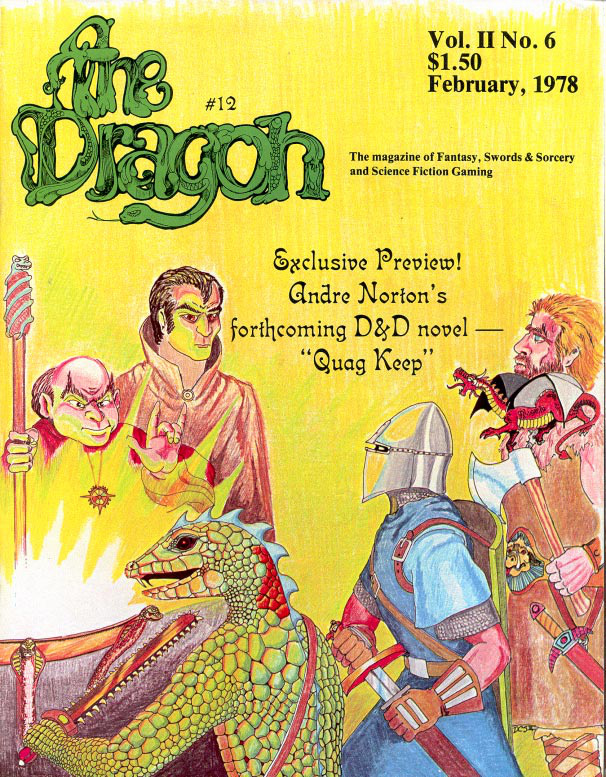 the
Dragon
#12
Vol. II No. 6
$1.50
February, 1978
The magazine of Fantasy, Swords & Sorcery
and Science Fiction Gaming
Exclusive Preview!
Andre Norton's
forthcoming D&D novel —
"Quag Keep"